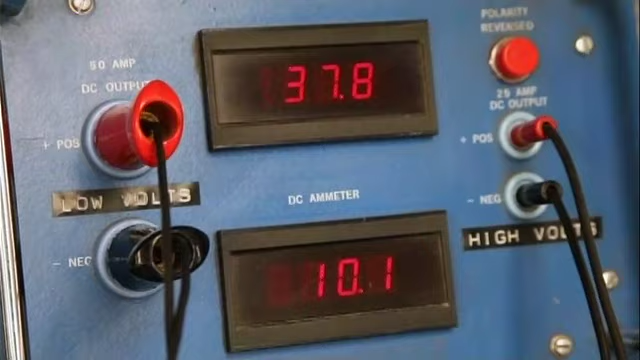 50 AMP
DC OUTPUT
37.8
POLARITY
REVERSED
25 AMP
DC OUTPUT
+ POS
+ POS
LOW VOLTS
DC AMMETER
- NEG
HIGH VOLTS
- NEG
10.1